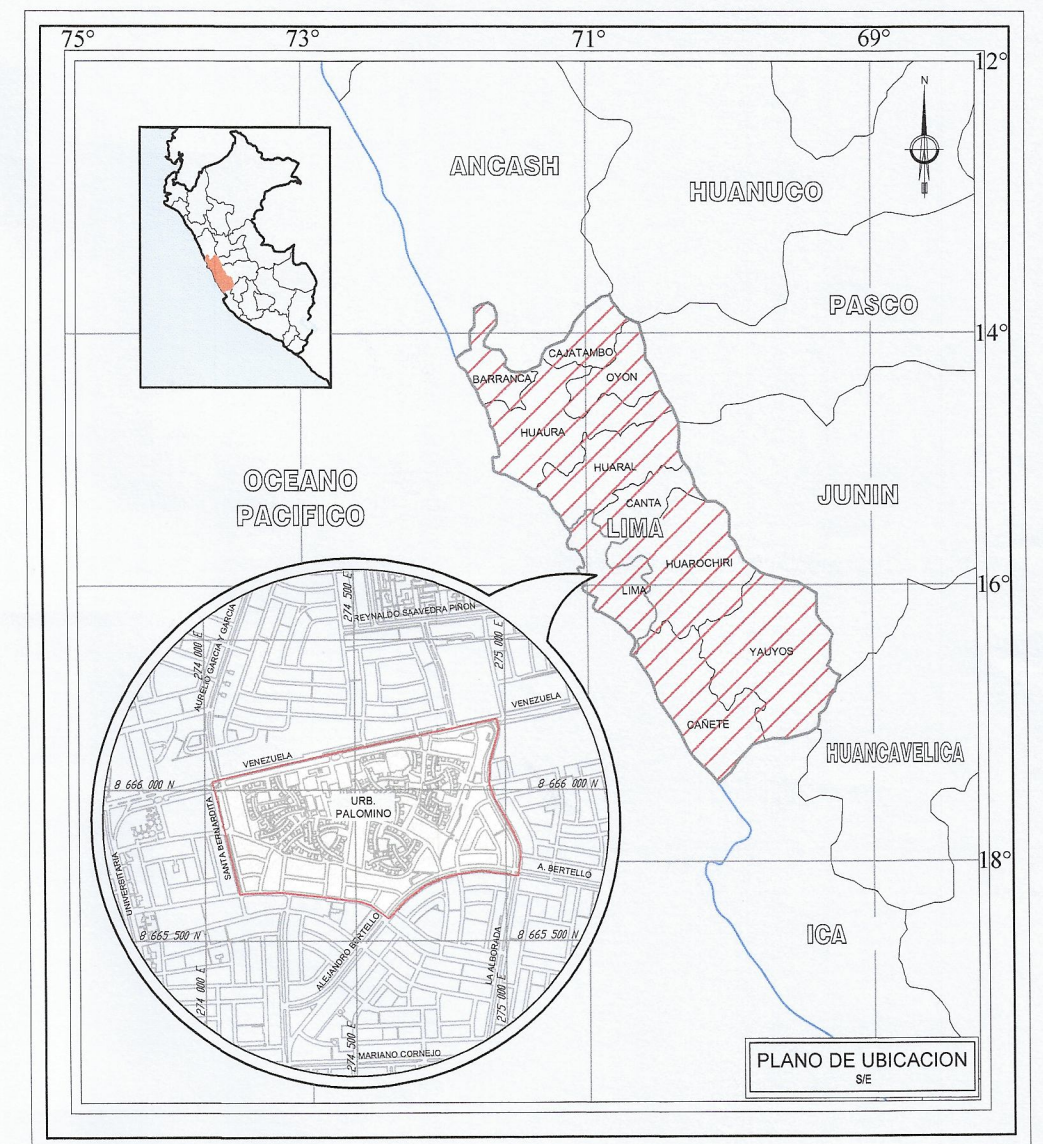 75°
73°
71°
69°
12°
N
ANCASH
HUANUCO
PASCO
14°
CAJATAMBO
BARRANCA
OYON
HUAURA
HUARAL
OCEANO
PACIFICO
JUNIN
CANTA
LIMA
HUAROCHIRI
LIMA
16°
YAUYOS
CAÑETE
HUANCAVELICA
18°
ICA
274 500 E
REYNALDO SAAVEDRA PIÑON
274 000 E
AURELIO GARCIA Y GARCIA
275 000 E
VENEZUELA
VENEZUELA
8 666 000 N
8 666 000 N
URB.
PALOMINO
SANTA BERNARDITA
UNIVERSITARIA
A. BERTELLO
8 665 500 N
8 665 500 N
ALEJANDRO BERTELLO
LA ALBORADA
274 000 E
275 000 E
274 500 E
MARIANO CORNEJO
PLANO DE UBICACION
S/E